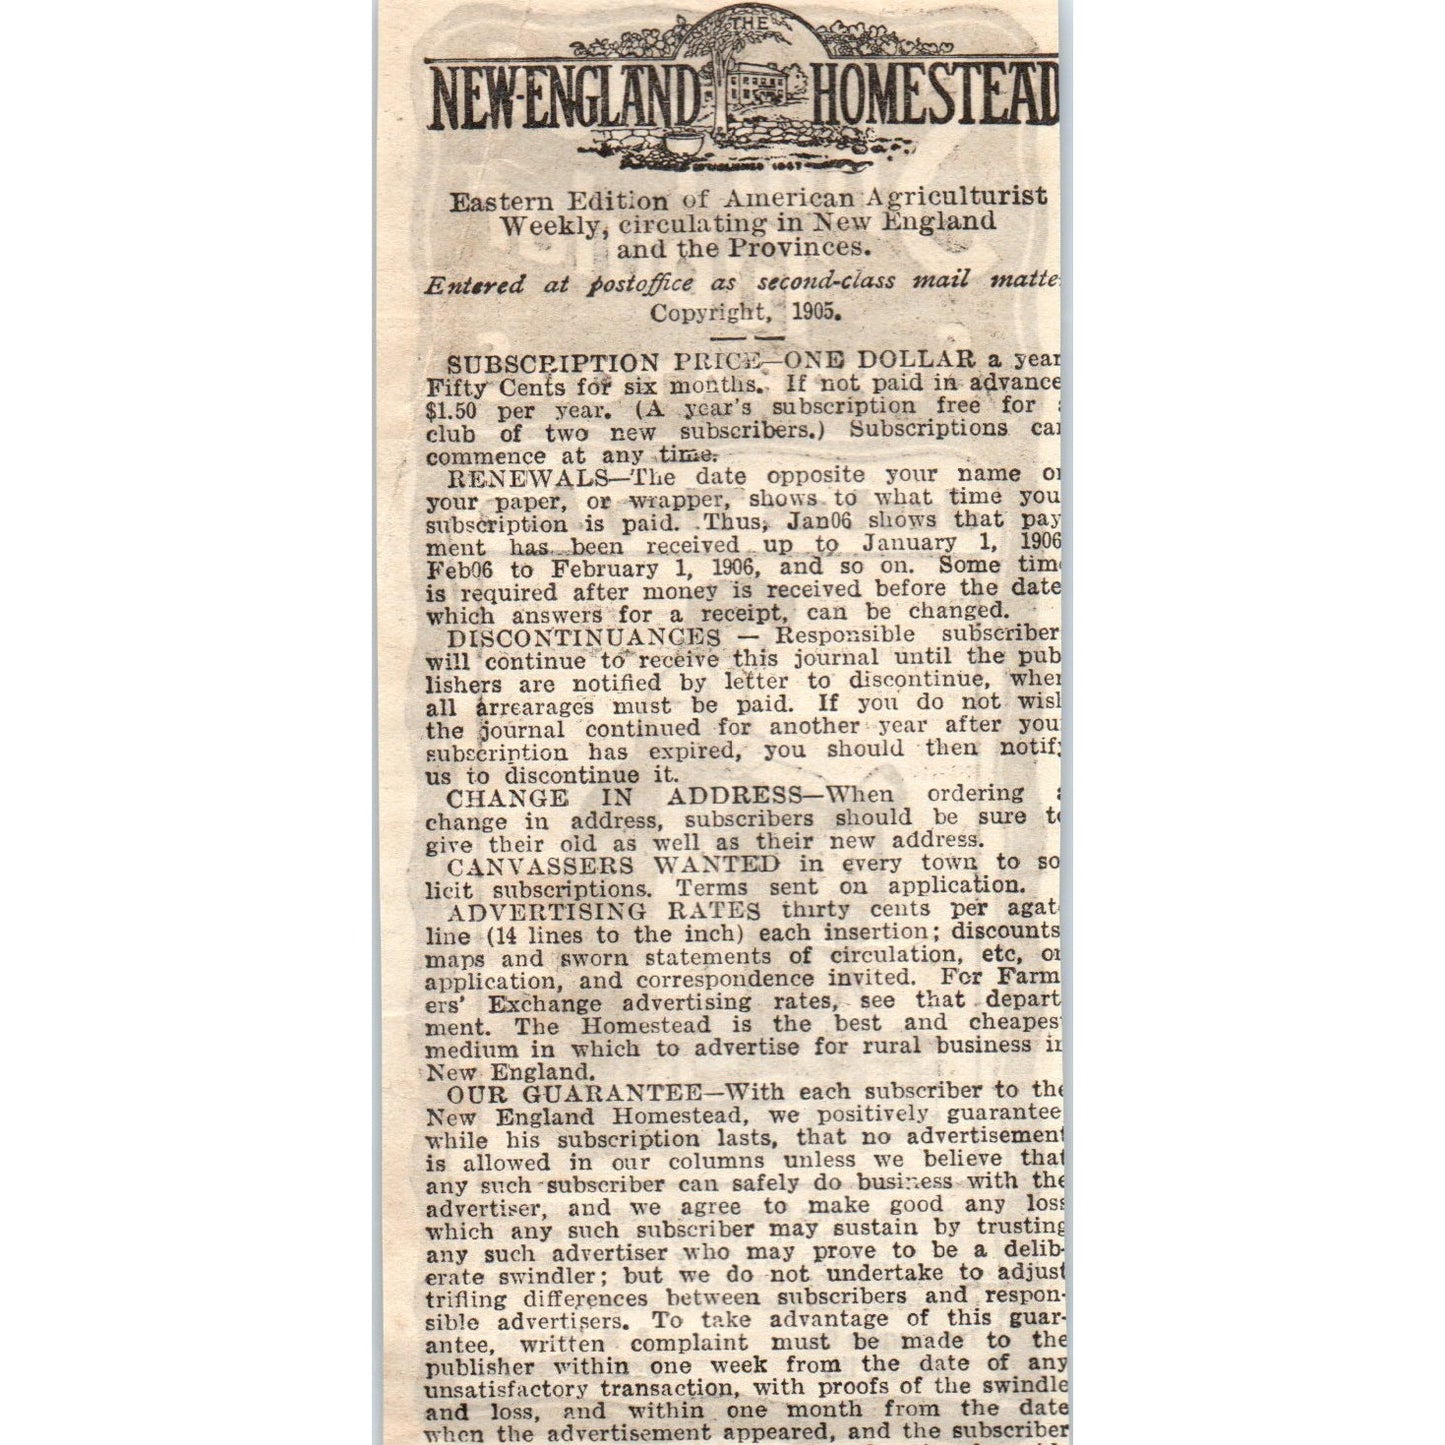 THE
NEW-ENGLAND HOMESTEAD
ESTABLISHED 1867
Eastern Edition of American Agriculturist
Weekly, circulating in New England
and the Provinces.
Entered at postoffice as second-class mail matte
Copyright, 1905.
SUBSCRIPTION PRICE—ONE DOLLAR a year
Fifty Cents for six months. If not paid in advance
$1.50 per year. (A year's subscription free for a
club of two new subscribers.) Subscriptions can
commence at any time.
RENEWALS—The date opposite your name on
your paper, or wrapper, shows to what time you
subscription is paid. Thus, Jan06 shows that pay
ment has been received up to January 1, 1906
Feb06 to February 1, 1906, and so on. Some time
is required after money is received before the date
which answers for a receipt, can be changed.
DISCONTINUANCES — Responsible subscriber
will continue to receive this journal until the pub
lishers are notified by letter to discontinue, when
all arrearages must be paid. If you do not wish
the journal continued for another year after you
subscription has expired, you should then notify
us to discontinue it.
CHANGE IN ADDRESS—When ordering a
change in address, subscribers should be sure to
give their old as well as their new address.
CANVASSERS WANTED in every town to so
licit subscriptions. Terms sent on application.
ADVERTISING RATES thirty cents per agat
line (14 lines to the inch) each insertion; discounts
maps and sworn statements of circulation, etc, on
application, and correspondence invited. For Farm
ers' Exchange advertising rates, see that depart
ment. The Homestead is the best and cheapest
medium in which to advertise for rural business in
New England.
OUR GUARANTEE—With each subscriber to the
New England Homestead, we positively guarantee
while his subscription lasts, that no advertisement
is allowed in our columns unless we believe that
any such subscriber can safely do business with the
advertiser, and we agree to make good any loss
which any such subscriber may sustain by trusting
any such advertiser who may prove to be a delib-
erate swindler; but we do not undertake to adjust
trifling differences between subscribers and respon-
sible advertisers. To take advantage of this guar-
antee, written complaint must be made to the
publisher within one week from the date of any
unsatisfactory transaction, with proofs of the swindle
and loss, and within one month from the date
when the advertisement appeared, and the subscriber